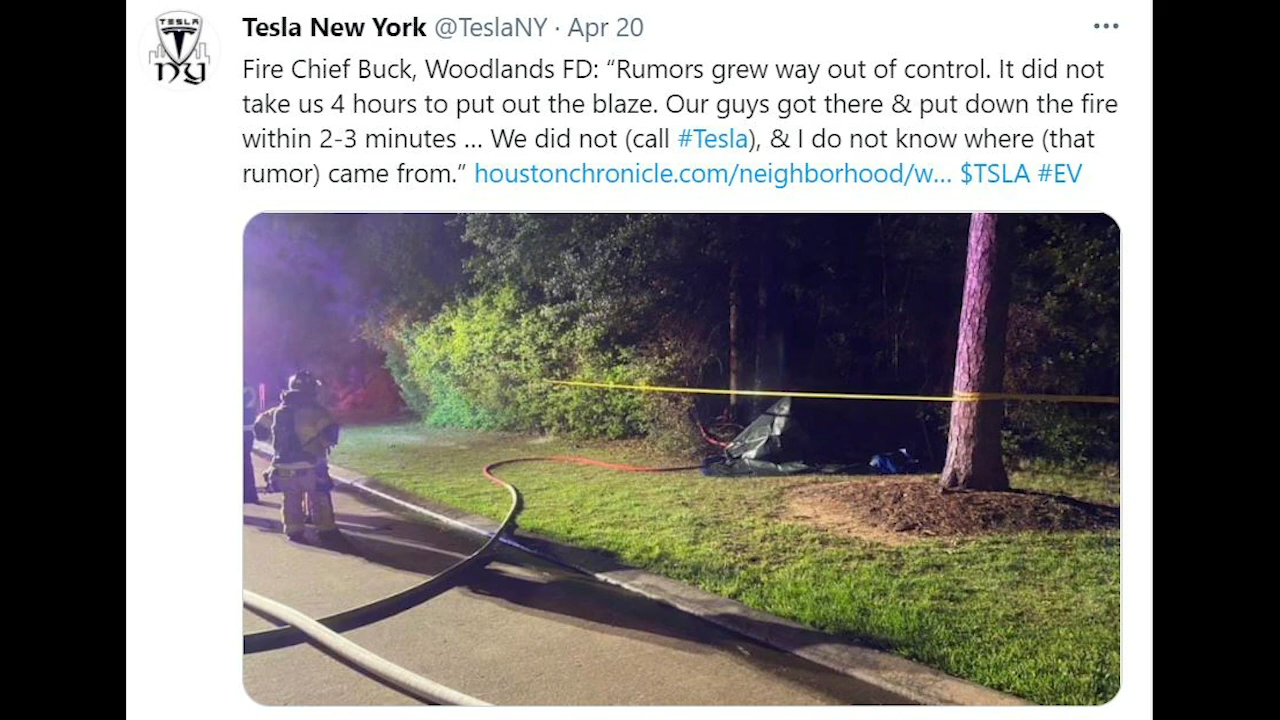 TESLA
NY
Tesla New York @TeslaNY · Apr 20
Fire Chief Buck, Woodlands FD: “Rumors grew way out of control. It did not
take us 4 hours to put out the blaze. Our guys got there & put down the fire
within 2-3 minutes ... We did not (call #Tesla), & I do not know where (that
rumor) came from.” houstonchronicle.com/neighborhood/w... $TSLA #EV